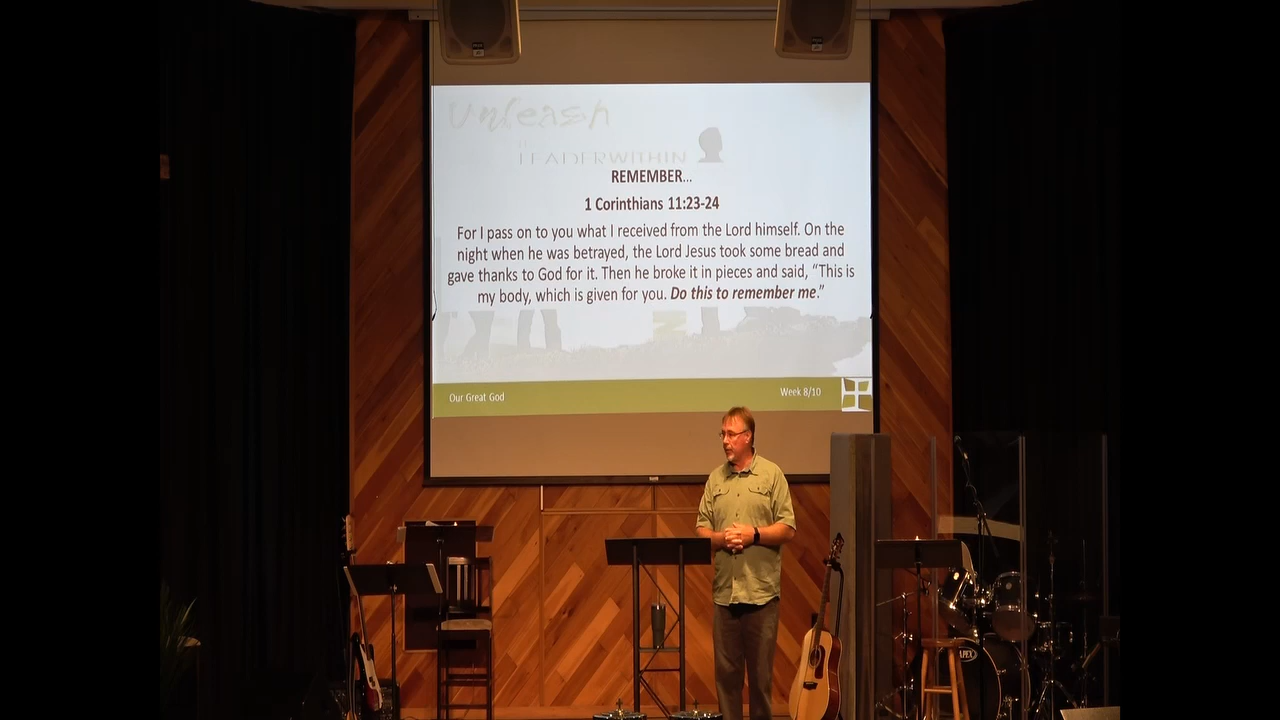 Unleash
LEADERWITHIN
REMEMBER...
1 Corinthians 11:23-24
For I pass on to you what I received from the Lord himself. On the
night when he was betrayed, the Lord Jesus took some bread and
gave thanks to God for it. Then he broke it in pieces and said, “This is
my body, which is given for you. Do this to remember me.”
Our Great God
Week 8/10
APEX